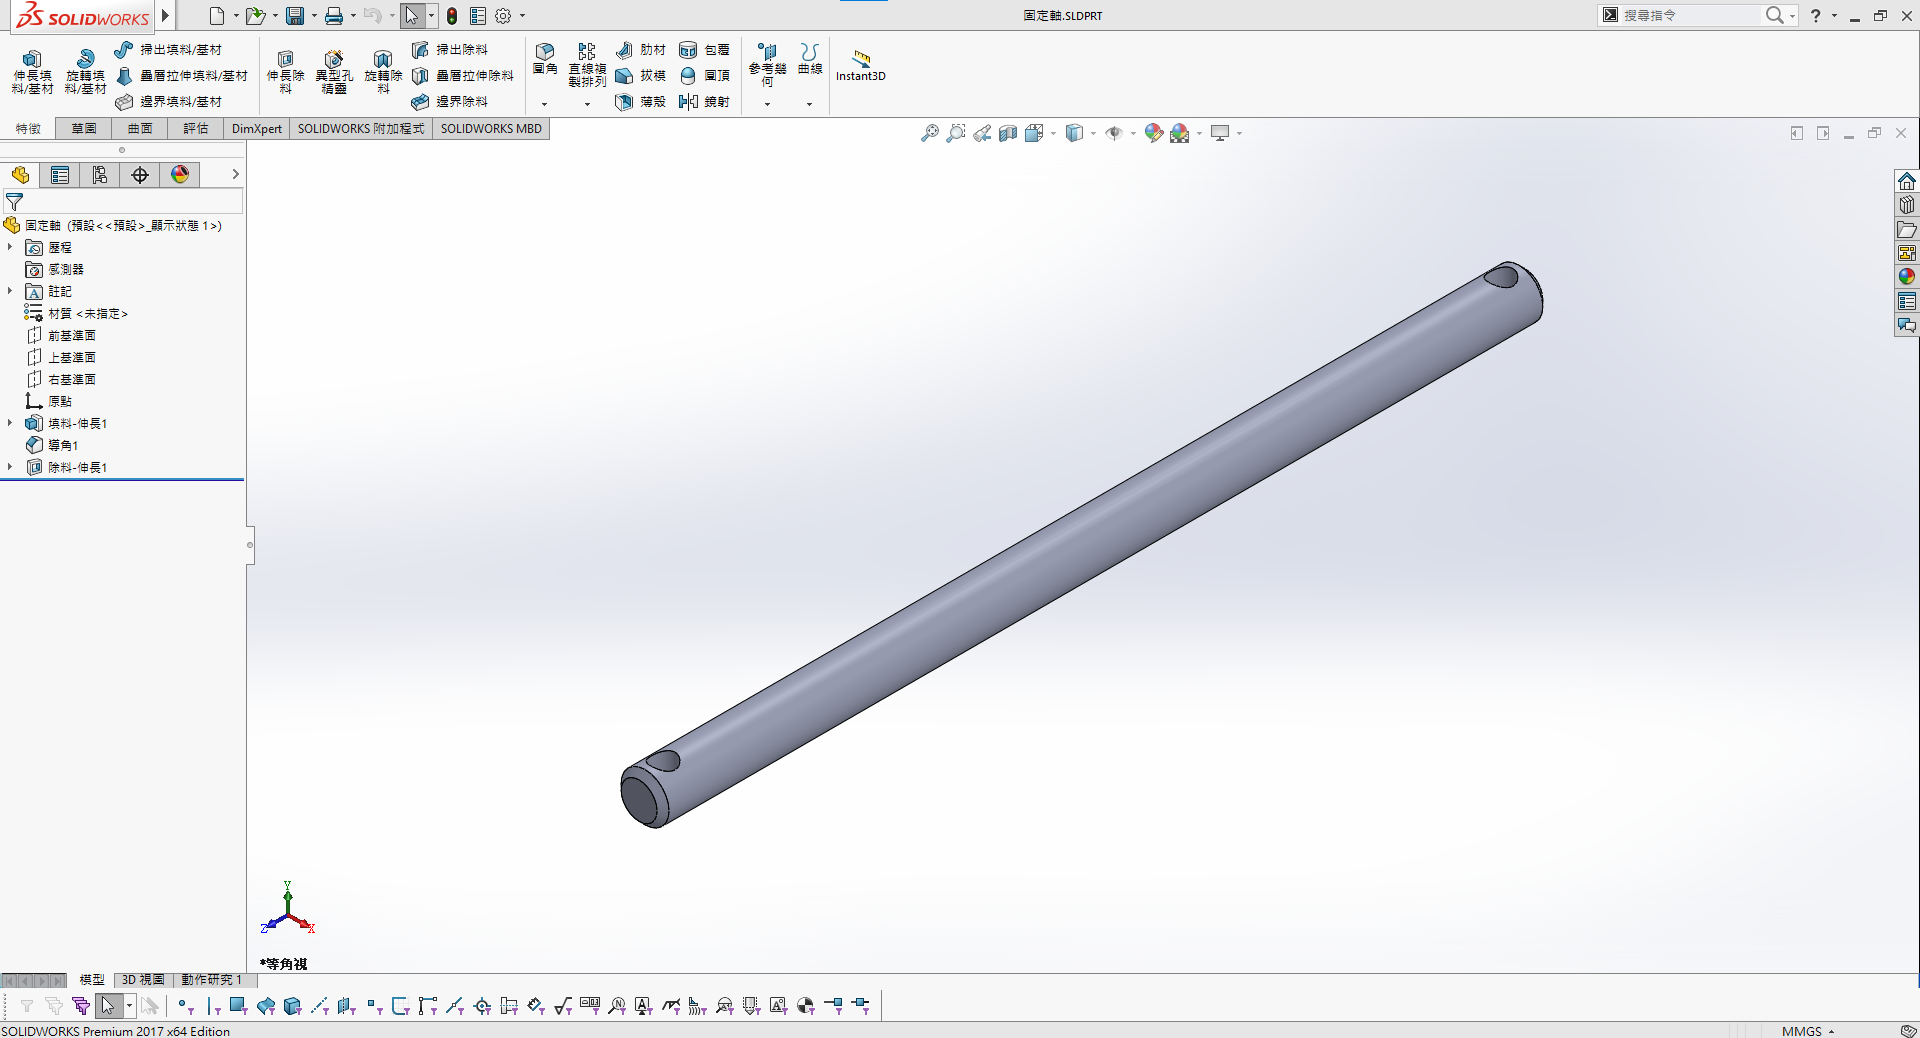 SOLIDWORKS
固定軸.SLDPRT
搜尋指令
?
伸長填料/基材
旋轉填料/基材
掃出填料/基材
疊層拉伸填料/基材
邊界填料/基材
伸長除料
異型孔精靈
旋轉除料
掃出除料
疊層拉伸除料
邊界除料
圓角
直線複製排列
肋材
拔模
薄殼
包覆
圓頂
鏡射
參考幾何
曲線
Instant3D
特徵
草圖
曲面
評估
DimXpert
SOLIDWORKS 附加程式
SOLIDWORKS MBD
固定軸 (預設<<預設>_顯示狀態 1>)
歷程
感測器
註記
材質 <未指定>
前基準面
上基準面
右基準面
原點
填料-伸長1
導角1
除料-伸長1
Y
Z
X
*等角視
模型
3D 視圖
動作研究 1
SOLIDWORKS Premium 2017 x64 Edition
MMGS